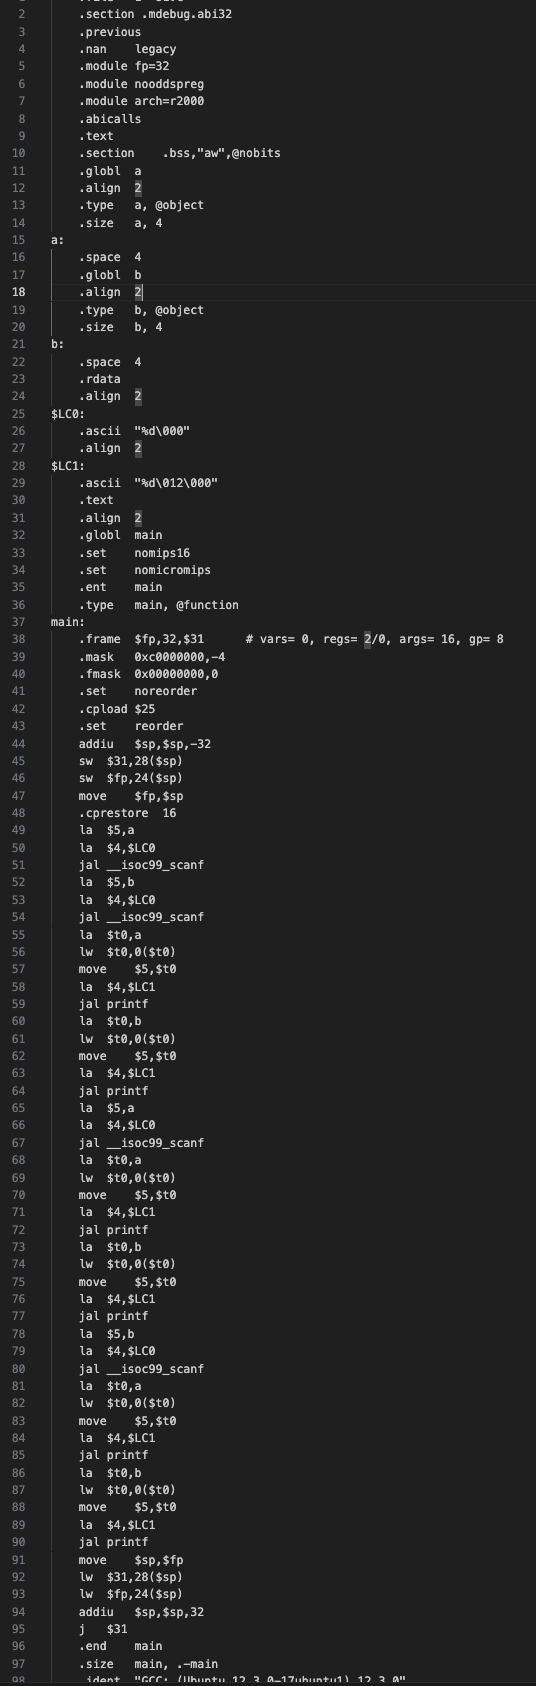 2 .section .mdebug.abi32
3 .previous
4 .nan legacy
5 .module fp=32
6 .module nooddspreg
7 .module arch=r2000
8 .abicalls
9 .text
10 .section .bss,"aw",@nobits
11 .globl a
12 .align 2
13 .type a, @object
14 .size a, 4
15 a:
16 .space 4
17 .globl b
18 .align 2
19 .type b, @object
20 .size b, 4
21 b:
22 .space 4
23 .rdata
24 .align 2
25 $LC0:
26 .ascii "%d\000"
27 .align 2
28 $LC1:
29 .ascii "%d\012\000"
30 .text
31 .align 2
32 .globl main
33 .set nomips16
34 .set nomicromips
35 .ent main
36 .type main, @function
37 main:
38 .frame $fp,32,$31 # vars= 0, regs= 2/0, args= 16, gp= 8
39 .mask 0xc0000000,-4
40 .fmask 0x00000000,0
41 .set noreorder
42 .cpload $25
43 .set reorder
44 addiu $sp,$sp,-32
45 sw $31,28($sp)
46 sw $fp,24($sp)
47 move $fp,$sp
48 .cprestore 16
49 la $5,a
50 la $4,$LC0
51 jal __isoc99_scanf
52 la $5,b
53 la $4,$LC0
54 jal __isoc99_scanf
55 la $t0,a
56 lw $t0,0($t0)
57 move $5,$t0
58 la $4,$LC1
59 jal printf
60 la $t0,b
61 lw $t0,0($t0)
62 move $5,$t0
63 la $4,$LC1
64 jal printf
65 la $5,a
66 la $4,$LC0
67 jal __isoc99_scanf
68 la $t0,a
69 lw $t0,0($t0)
70 move $5,$t0
71 la $4,$LC1
72 jal printf
73 la $t0,b
74 lw $t0,0($t0)
75 move $5,$t0
76 la $4,$LC1
77 jal printf
78 la $5,b
79 la $4,$LC0
80 jal __isoc99_scanf
81 la $t0,a
82 lw $t0,0($t0)
83 move $5,$t0
84 la $4,$LC1
85 jal printf
86 la $t0,b
87 lw $t0,0($t0)
88 move $5,$t0
89 la $4,$LC1
90 jal printf
91 move $sp,$fp
92 lw $31,28($sp)
93 lw $fp,24($sp)
94 addiu $sp,$sp,32
95 j $31
96 .end main
97 .size main, .-main
98 .ident "GCC: (Ubuntu 12.3.0-17ubuntu1) 12.3.0"